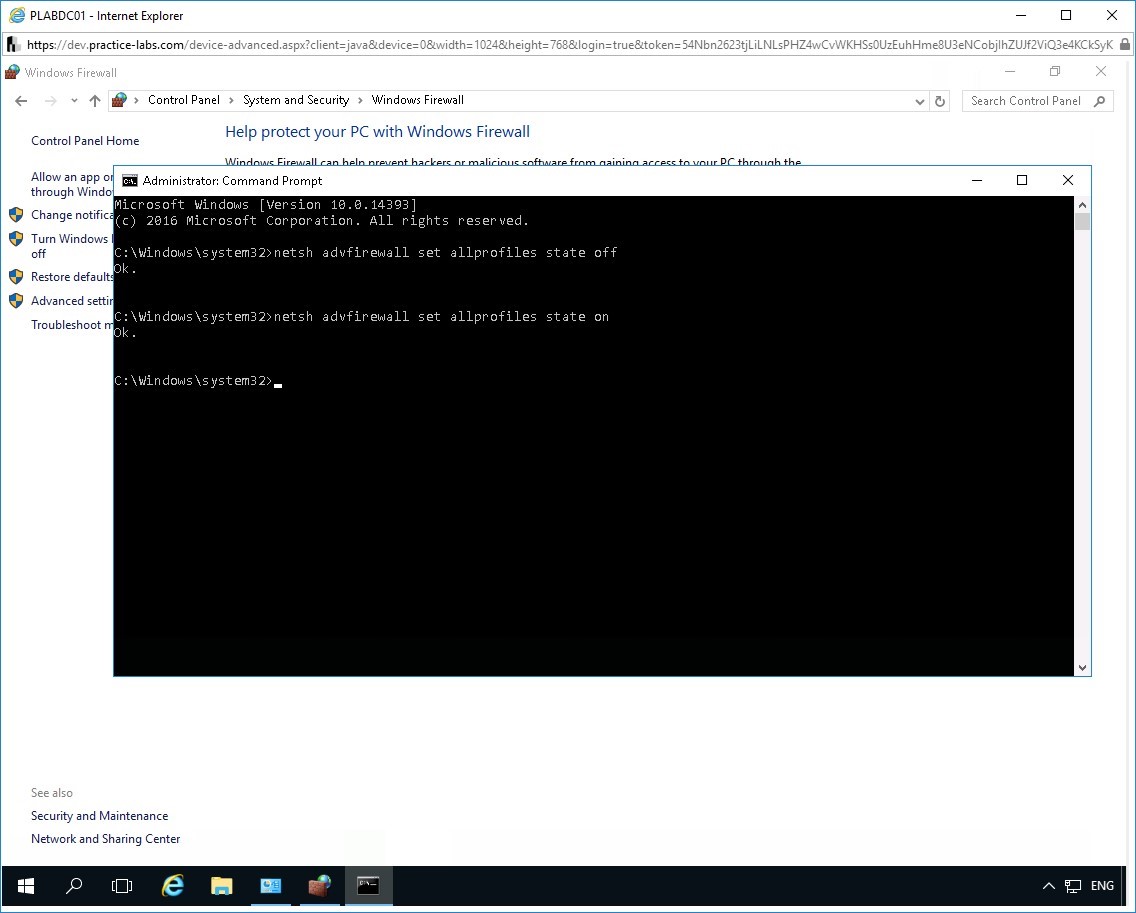 PLABDC01 - Internet Explorer
https://dev.practice-labs.com/device-advanced.aspx?client=java&device=0&width=1024&height=768&login=true&token=54Nbn2623tjLiLNLsPHZ4wCvWKHSs0UzEuhHme8U3eNCobjlhZUJf2ViQ3e4KCkSyK
Windows Firewall
Control Panel > System and Security > Windows Firewall
Search Control Panel
Control Panel Home
Help protect your PC with Windows Firewall
Windows Firewall can help prevent hackers or malicious software from gaining access to your PC through the
Allow an app or
through Windo
Change notifica
Turn Windows
off
Restore defaults
Advanced settin
Troubleshoot m
Administrator: Command Prompt
Microsoft Windows [Version 10.0.14393]
(c) 2016 Microsoft Corporation. All rights reserved.
C:\Windows\system32>netsh advfirewall set allprofiles state off
Ok.
C:\Windows\system32>netsh advfirewall set allprofiles state on
Ok.
C:\Windows\system32>
See also
Security and Maintenance
Network and Sharing Center
ENG